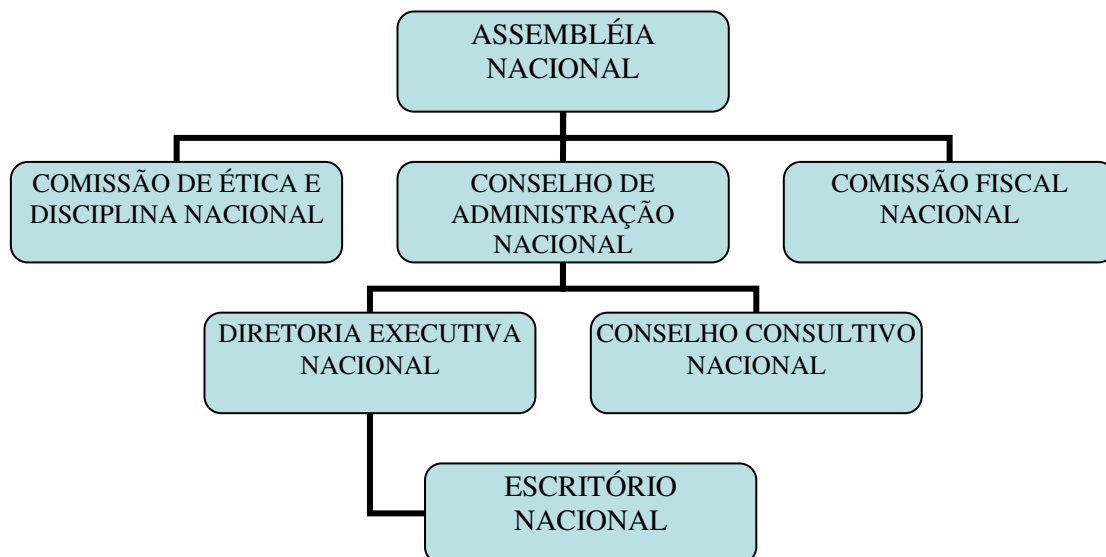 ASSEMBLÉIA
NACIONAL
COMISSÃO DE ÉTICA E
DISCIPLINA NACIONAL
CONSELHO DE
ADMINISTRAÇÃO
NACIONAL
COMISSÃO FISCAL
NACIONAL
DIRETORIA EXECUTIVA
NACIONAL
CONSELHO CONSULTIVO
NACIONAL
ESCRITÓRIO
NACIONAL